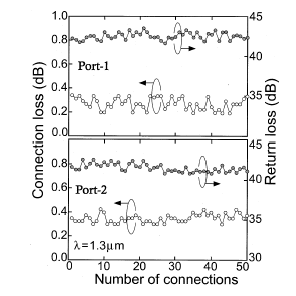 1.0
0.8
0.6
0.4
0.2
0.0
45
40
35
30
Port-1
Connection loss (dB)
Return loss (dB)
0.8
0.6
0.4
0.2
0.0
45
40
35
30
Port-2
λ=1.3μm
0 10 20 30 40 50
Number of connections